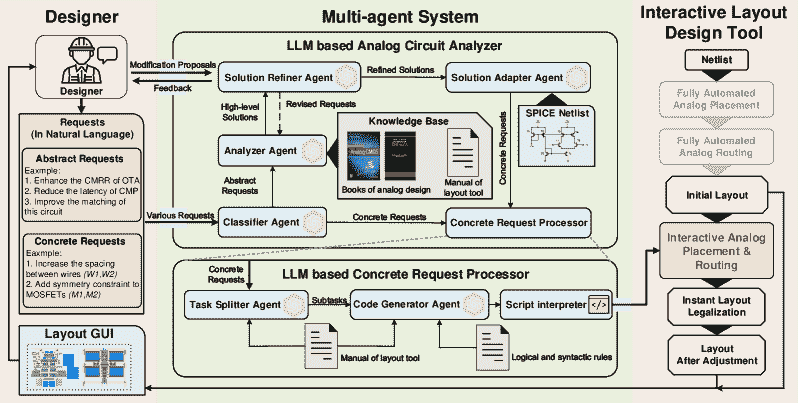 Designer
Multi-agent System
Interactive Layout
Design Tool
LLM based Analog Circuit Analyzer
Designer
Modification Proposals
Feedback
Solution Refiner Agent
Refined Solutions
Solution Adapter Agent
High-level
Solutions
Revised Requests
Knowledge Base
Books of analog design
Manual of
layout tool
SPICE Netlist
Concrete Requests
Analyzer Agent
Abstract
Requests
Requests
(In Natural Language)
Abstract Requests
Example:
1. Enhance the CMRR of OTA
2. Reduce the latency of CMP
3. Improve the matching of
this circuit
Various Requests
Classifier Agent
Concrete Requests
Concrete Request Processor
Concrete Requests
Example:
1. Increase the spacing
between wires (W1,W2)
2. Add symmetry constraint to
MOSFETs (M1,M2)
LLM based Concrete Request Processor
Concrete
Requests
Task Splitter Agent
Subtasks
Code Generator Agent
Script interpreter
</>
Manual of layout tool
Logical and syntactic rules
Layout GUI
Netlist
Fully Automated
Analog Placement
Fully Automated
Analog Routing
Initial Layout
Interactive Analog
Placement &
Routing
Instant Layout
Legalization
Layout
After Adjustment